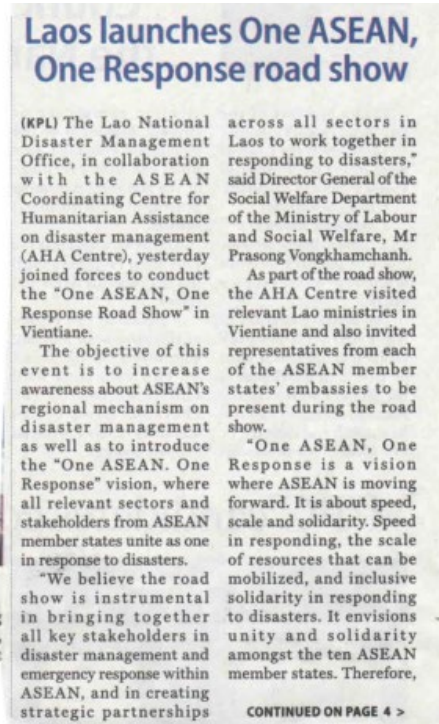 Laos launches One ASEAN,
One Response road show
(KPL) The Lao National
Disaster Management
Office, in collaboration
with the ASEAN
Coordinating Centre for
Humanitarian Assistance
on disaster management
(AHA Centre), yesterday
joined forces to conduct
the "One ASEAN, One
Response Road Show" in
Vientiane.
The objective of this
event is to increase
awareness about ASEAN's
regional mechanism on
disaster management
as well as to introduce
the "One ASEAN. One
Response" vision, where
all relevant sectors and
stakeholders from ASEAN
member states unite as one
in response to disasters.
"We believe the road
show is instrumental
in bringing together
all key stakeholders in
disaster management and
emergency response within
ASEAN, and in creating
strategic partnerships
across all sectors in
Laos to work together in
responding to disasters,"
said Director General of the
Social Welfare Department
of the Ministry of Labour
and Social Welfare, Mr
Prasong Vongkhamchanh.
As part of the road show,
the AHA Centre visited
relevant Lao ministries in
Vientiane and also invited
representatives from each
of the ASEAN member
states' embassies to be
present during the road
show.
"One ASEAN, One
Response is a vision
where ASEAN is moving
forward. It is about speed,
scale and solidarity. Speed
in responding, the scale
of resources that can be
mobilized, and inclusive
solidarity in responding
to disasters. It envisions
unity and solidarity
amongst the ten ASEAN
member states. Therefore,
CONTINUED ON PAGE 4 >